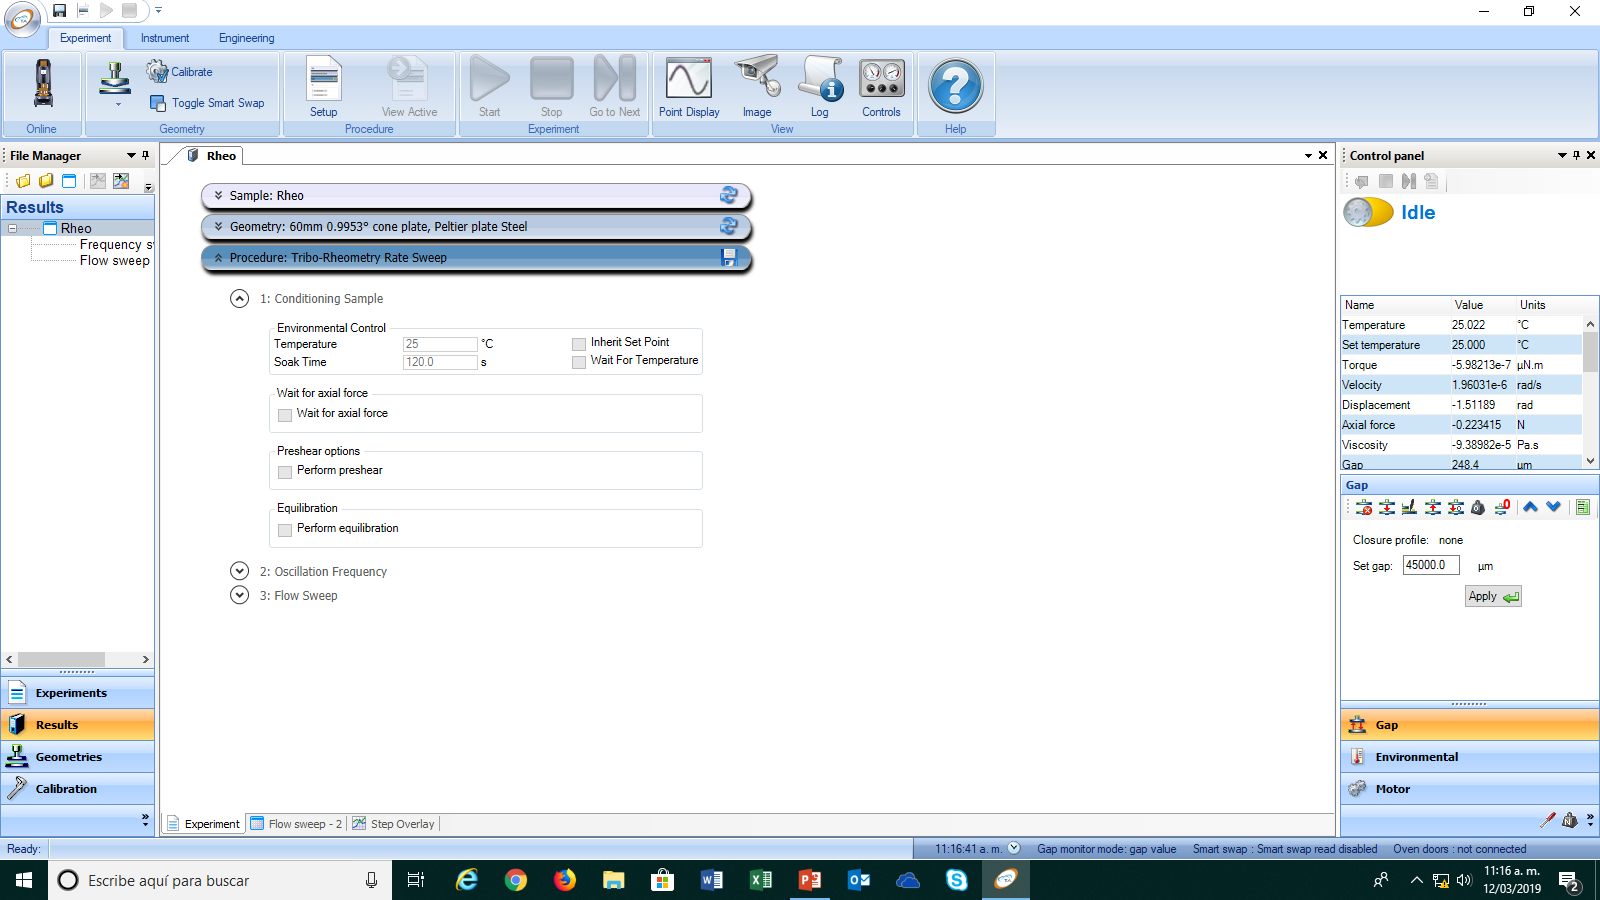 Experiment Instrument Engineering
Calibrate
Toggle Smart Swap
Setup View Active
Start Stop Go to Next
Point Display Image Log Controls
Online Geometry Procedure Experiment View Help
File Manager
Results
Rheo
Frequency s
Flow sweep
Experiments
Results
Geometries
Calibration
Rheo
Sample: Rheo
Geometry: 60mm 0.9953° cone plate, Peltier plate Steel
Procedure: Tribo-Rheometry Rate Sweep
1: Conditioning Sample
Environmental Control
Temperature 25 °C Inherit Set Point
Soak Time 120.0 s Wait For Temperature
Wait for axial force
Wait for axial force
Preshear options
Perform preshear
Equilibration
Perform equilibration
2: Oscillation Frequency
3: Flow Sweep
Experiment Flow sweep - 2 Step Overlay
Control panel
Idle
Name Value Units
Temperature 25.022 °C
Set temperature 25.000 °C
Torque -5.98213e-7 µN.m
Velocity 1.96031e-6 rad/s
Displacement -1.51189 rad
Axial force -0.223415 N
Viscosity -9.38982e-5 Pa.s
Gap 248.4 µm
Gap
Closure profile: none
Set gap: 45000.0 µm
Apply
Gap
Environmental
Motor
Ready: 11:16:41 a. m. Gap monitor mode: gap value Smart swap : Smart swap read disabled Oven doors : not connected
Escribe aquí para buscar
11:16 a. m.
12/03/2019
2